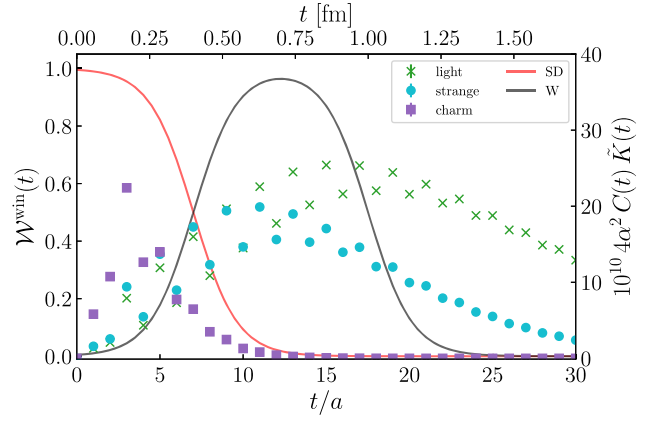 t [fm]
0.00 0.25 0.50 0.75 1.00 1.25 1.50
1.0 40
0.8 30
0.6 20
0.4 10
0.2 0
0.0
0 5 10 15 20 25 30
t/a
𝒲^win(t)
10^10 4α² C(t) K̃(t)
light
strange
charm
SD
W